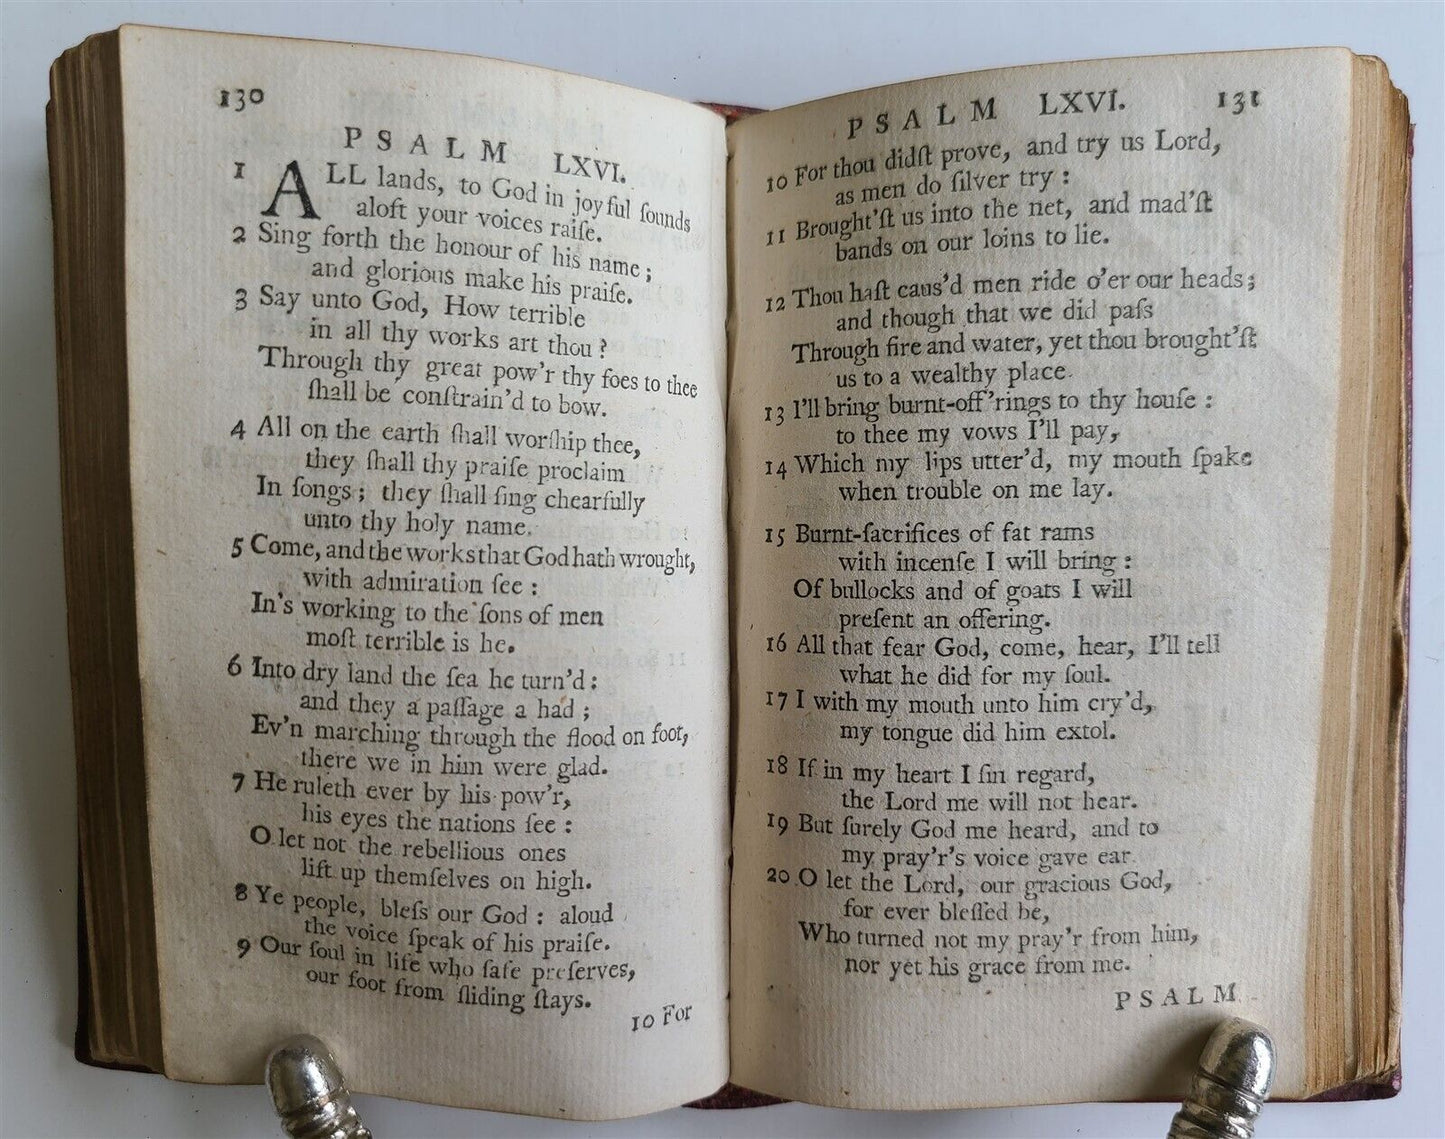 130
PSALM LXVI.
1 ALL lands, to God in joyful ſounds
aloft your voices raiſe.
2 Sing forth the honour of his name;
and glorious make his praiſe.
3 Say unto God, How terrible
in all thy works art thou?
Through thy great pow'r thy foes to thee
ſhall be conſtrain'd to bow.
4 All on the earth ſhall worſhip thee,
they ſhall thy praiſe proclaim
In ſongs; they ſhall ſing chearfully
unto thy holy name.
5 Come, and the works that God hath wrought,
with admiration ſee:
In's working to the ſons of men
moſt terrible is he.
6 Into dry land the ſea he turn'd:
and they a paſſage a had;
Ev'n marching through the flood on foot,
there we in him were glad.
7 He ruleth ever by his pow'r,
his eyes the nations ſee:
O let not the rebellious ones
lift up themſelves on high.
8 Ye people, bleſs our God: aloud
the voice ſpeak of his praiſe.
9 Our ſoul in life who ſafe preſerves,
our foot from ſliding ſtays.
10 For
PSALM LXVI. 131
10 For thou didſt prove, and try us Lord,
as men do ſilver try:
11 Brought'ſt us into the net, and mad'ſt
bands on our loins to lie.
12 Thou haſt caus'd men ride o'er our heads;
and though that we did paſs
Through fire and water, yet thou brought'ſt
us to a wealthy place.
13 I'll bring burnt-off'rings to thy houſe:
to thee my vows I'll pay,
14 Which my lips utter'd, my mouth ſpake
when trouble on me lay.
15 Burnt-ſacrifices of fat rams
with incenſe I will bring:
Of bullocks and of goats I will
preſent an offering.
16 All that fear God, come, hear, I'll tell
what he did for my ſoul.
17 I with my mouth unto him cry'd,
my tongue did him extol.
18 If in my heart I ſin regard,
the Lord me will not hear.
19 But ſurely God me heard, and to
my pray'r's voice gave ear.
20 O let the Lord, our gracious God,
for ever bleſſed be,
Who turned not my pray'r from him,
nor yet his grace from me.
PSALM